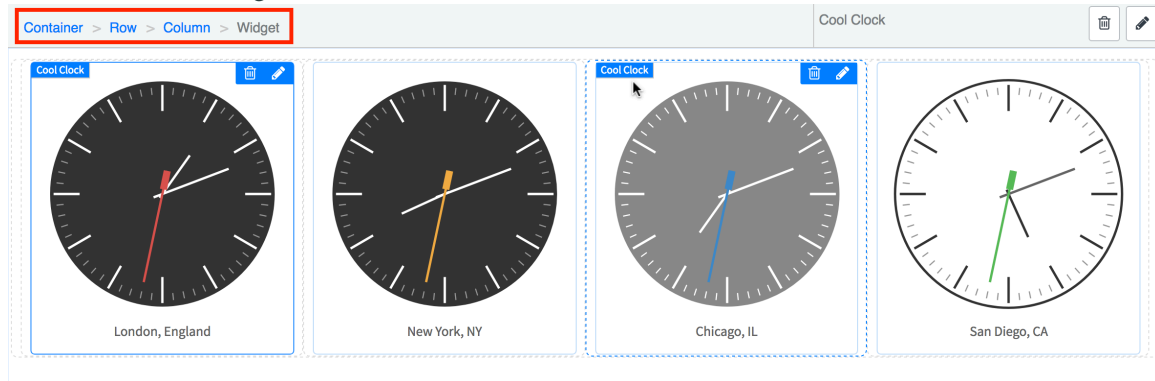 Container > Row > Column > Widget
Cool Clock
Cool Clock
Cool Clock
London, England
New York, NY
Chicago, IL
San Diego, CA